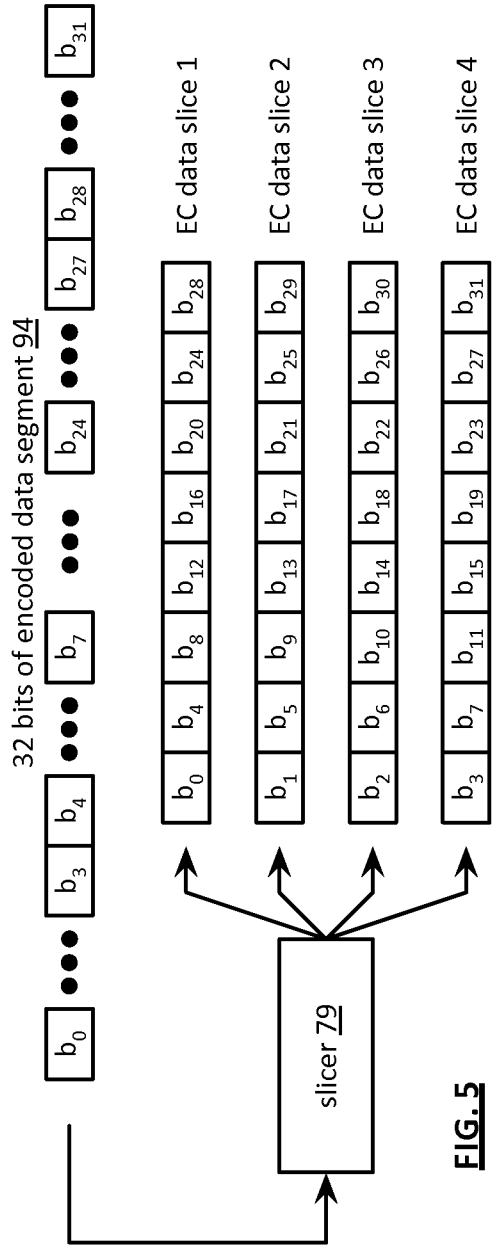 32 bits of encoded data segment 94
b0 ••• b3 b4 ••• b7 ••• b24 ••• b27 b28 ••• b31
slicer 79
b0 b4 b8 b12 b16 b20 b24 b28 EC data slice 1
b1 b5 b9 b13 b17 b21 b25 b29 EC data slice 2
b2 b6 b10 b14 b18 b22 b26 b30 EC data slice 3
b3 b7 b11 b15 b19 b23 b27 b31 EC data slice 4
FIG. 5